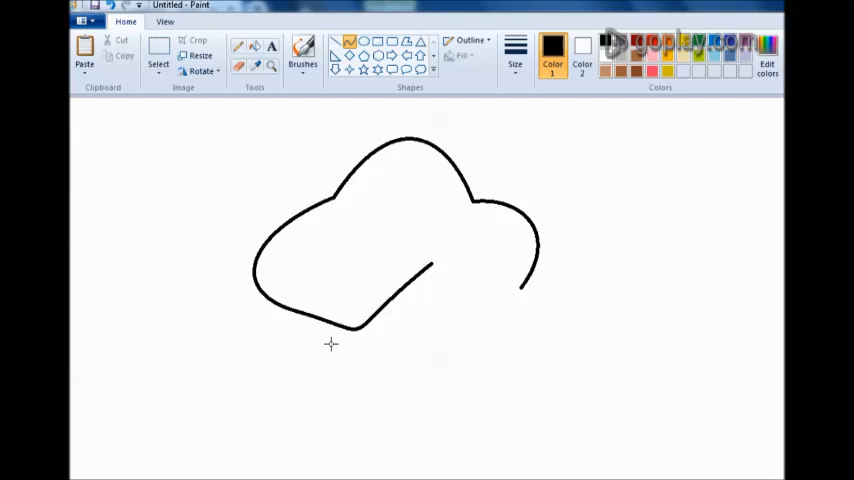 Untitled - Paint
Home
View
Paste
Cut
Copy
Clipboard
Select
Crop
Resize
Rotate
Image
A
Tools
Brushes
Shapes
Outline
Fill
Size
Color
1
Color
2
Edit
colors
Colors
goplay.com